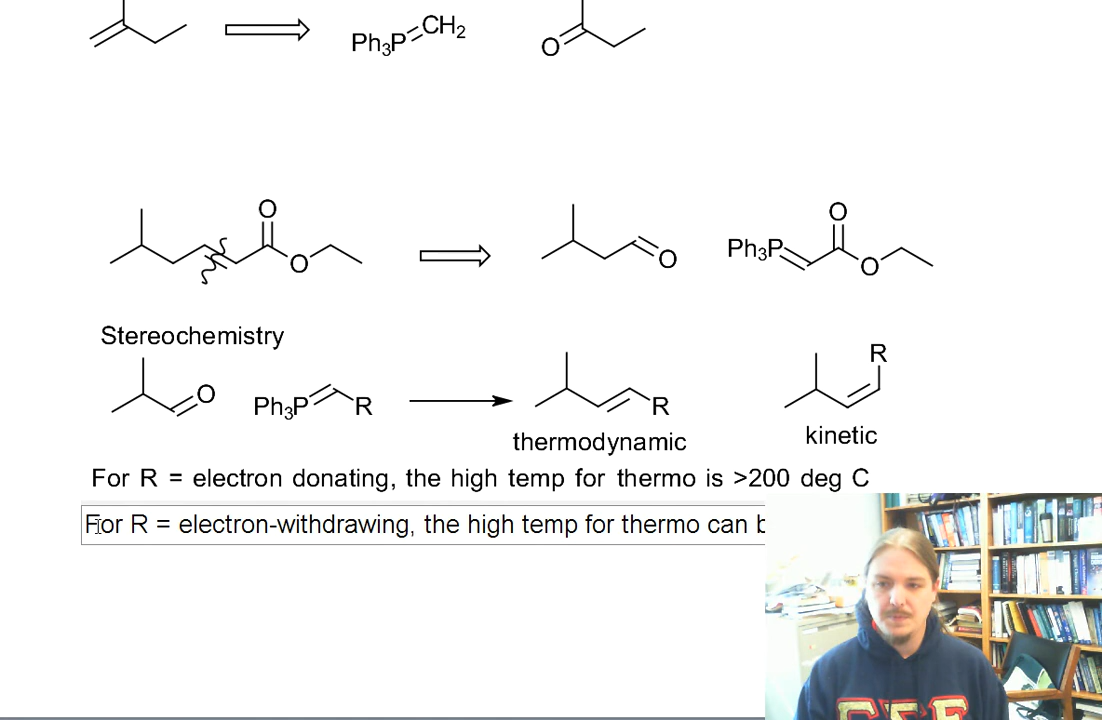 Ph3P CH2 O
O O
O O Ph3P O O
Stereochemistry
O Ph3P R R R
thermodynamic kinetic
For R = electron donating, the high temp for thermo is >200 deg C
For R = electron-withdrawing, the high temp for thermo can b